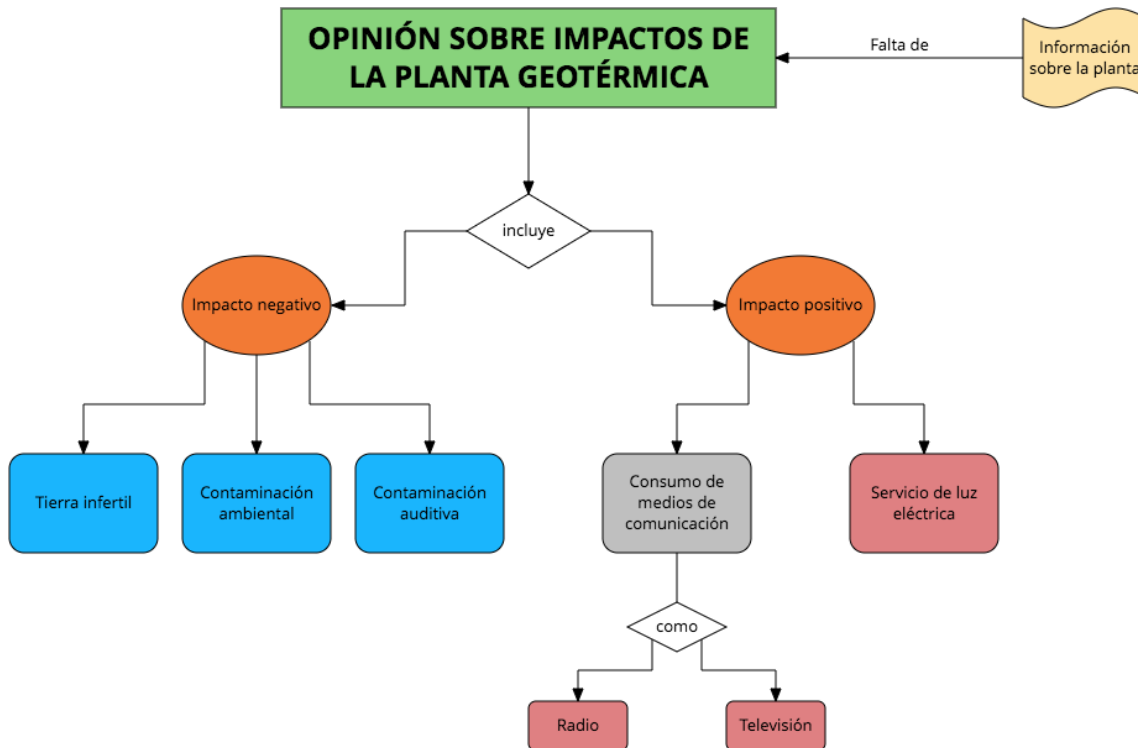 OPINIÓN SOBRE IMPACTOS DE
LA PLANTA GEOTÉRMICA
Falta de
Información
sobre la planta
incluye
Impacto negativo
Impacto positivo
Tierra infertil
Contaminación
ambiental
Contaminación
auditiva
Consumo de
medios de
comunicación
Servicio de luz
eléctrica
como
Radio
Televisión